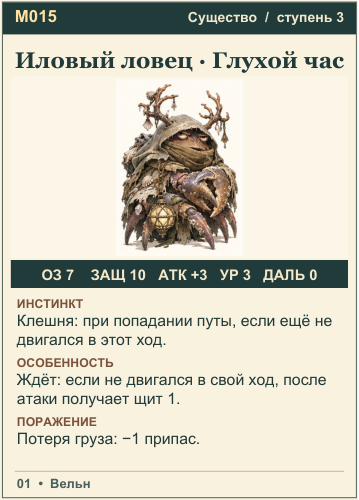 M015
Существо / ступень 3
Иловый ловец · Глухой час
ОЗ 7 ЗАЩ 10 АТК +3 УР 3 ДАЛЬ 0
ИНСТИНКТ
Клешня: при попадании путы, если ещё не
двигался в этот ход.
ОСОБЕННОСТЬ
Ждёт: если не двигался в свой ход, после
атаки получает щит 1.
ПОРАЖЕНИЕ
Потеря груза: −1 припас.
01 • Вельн